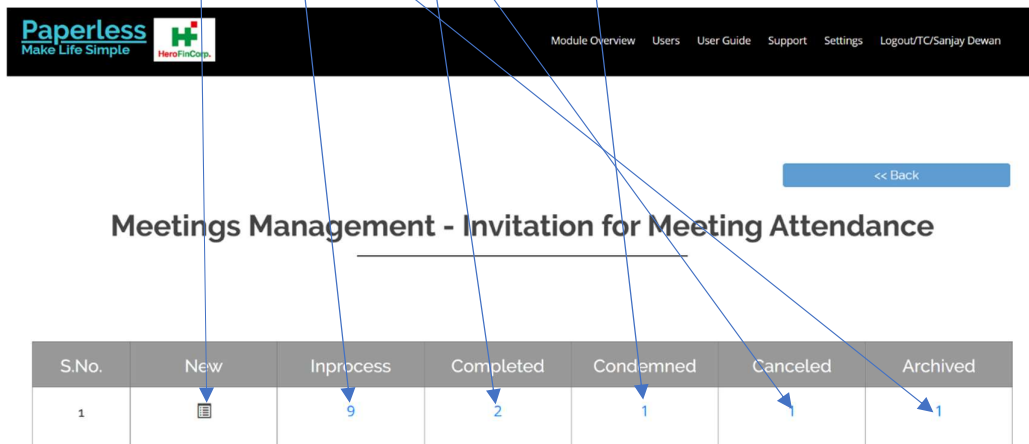 Paperless
Make Life Simple
HeroFinCorp.
Module Overview Users User Guide Support Settings Logout/TC/Sanjay Dewan
<< Back
Meetings Management - Invitation for Meeting Attendance
S.No. New Inprocess Completed Condemned Canceled Archived
1 9 2 1 1 1